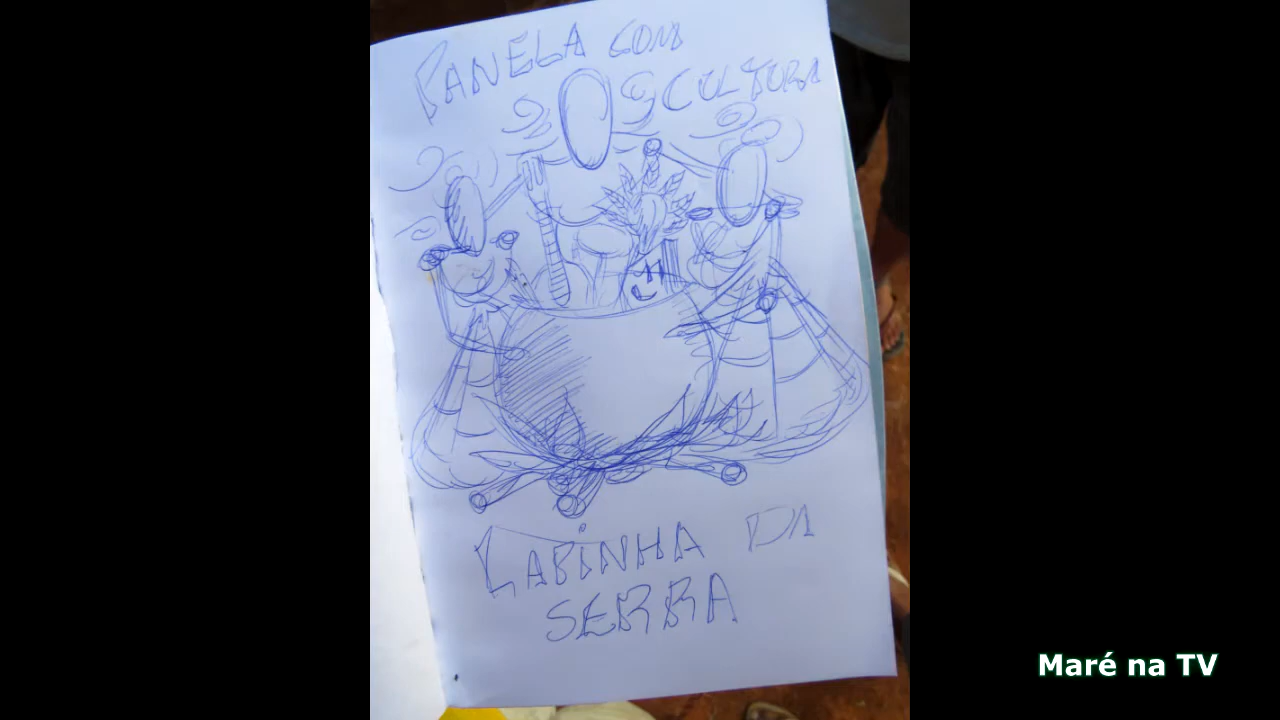 PANELA COM
CULTURA
LAPINHA DA
SERRA
Maré na TV